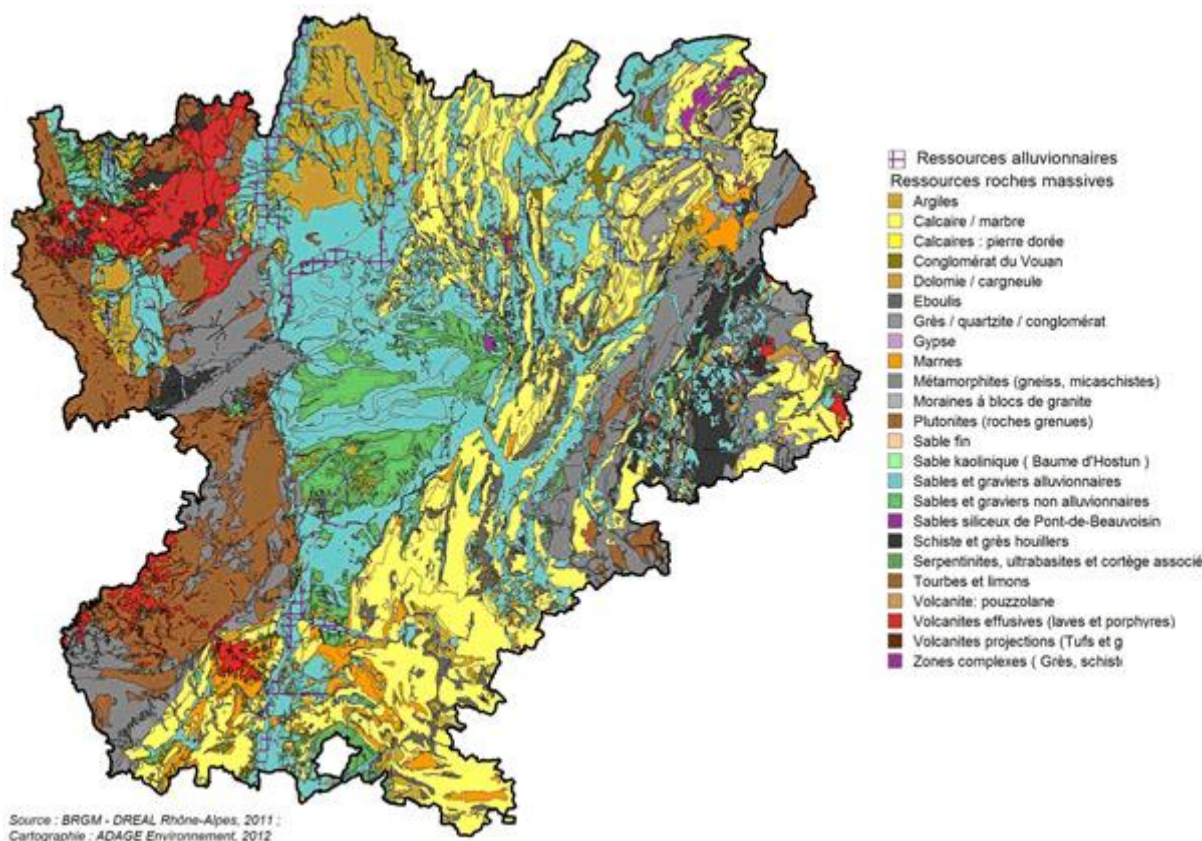 Ressources alluvionnaires
Ressources roches massives
Argiles
Calcaire / marbre
Calcaires : pierre dorée
Conglomérat du Vouan
Dolomie / cargneule
Eboulis
Grès / quartzite / conglomérat
Gypse
Marnes
Métamorphites (gneiss, micaschistes)
Moraines à blocs de granite
Plutonites (roches grenues)
Sable fin
Sable kaolinique ( Baume d'Hostun )
Sables et graviers alluvionnaires
Sables et graviers non alluvionnaires
Sables siliceux de Pont-de-Beauvoisin
Schiste et grès houillers
Serpentinites, ultrabasites et cortège associé
Tourbes et limons
Volcanite: pouzzolane
Volcanites effusives (laves et porphyres)
Volcanites projections (Tufs et g
Zones complexes ( Grès, schiste
Source : BRGM - DREAL Rhône-Alpes, 2011 ;
Cartographie : ADAGE Environnement, 2012